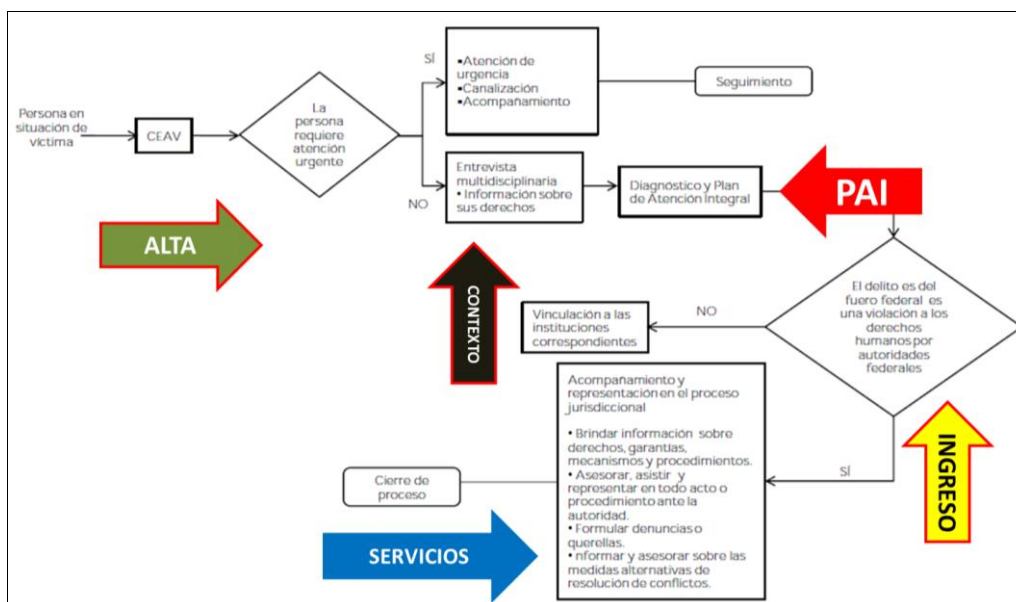 Persona en
situación de
víctima
CEAV
La
persona
requiere
atención
urgente
SÍ
▪Atención de
urgencia
▪Canalización
▪Acompañamiento
Seguimiento
NO
Entrevista
multidisciplinaria
• Información sobre
sus derechos
Diagnóstico y Plan
de Atención Integral
PAI
ALTA
CONTEXTO
El delito es del
fuero federal es
una violación a los
derechos
humanos por
autoridades
federales
NO
Vinculación a las
instituciones
correspondientes
INGRESO
SÍ
Acompañamiento y
representación en el proceso
jurisdiccional
• Brindar información sobre
derechos, garantías,
mecanismos y procedimientos.
• Asesorar, asistir y
representar en todo acto o
procedimiento ante la
autoridad.
• Formular denuncias o
querellas.
• nformar y asesorar sobre las
medidas alternativas de
resolución de conflictos.
Cierre de
proceso
SERVICIOS